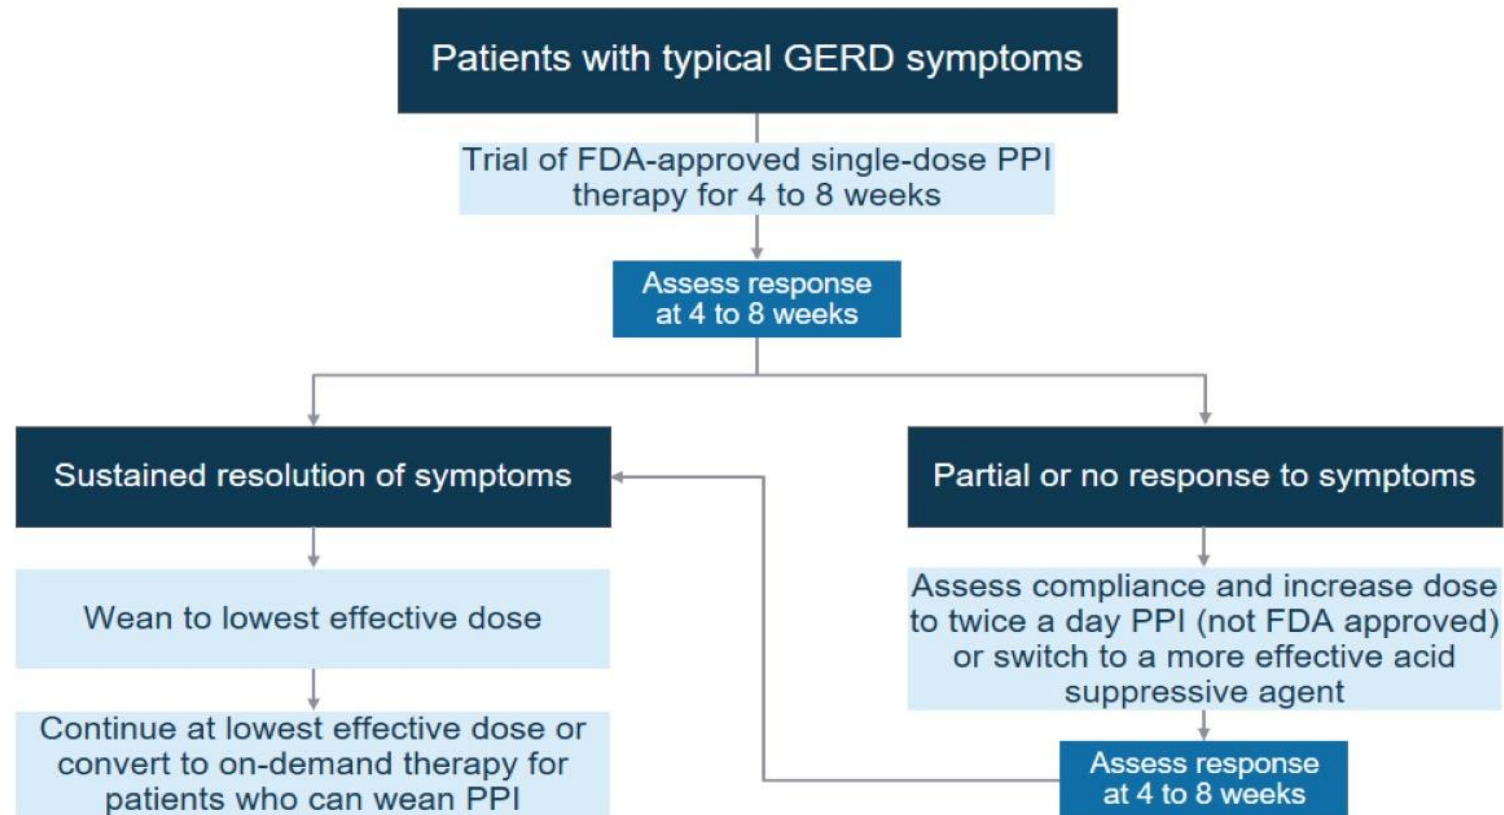 Patients with typical GERD symptoms
Trial of FDA-approved single-dose PPI
therapy for 4 to 8 weeks
Assess response
at 4 to 8 weeks
Sustained resolution of symptoms
Wean to lowest effective dose
Continue at lowest effective dose or
convert to on-demand therapy for
patients who can wean PPI
Partial or no response to symptoms
Assess compliance and increase dose
to twice a day PPI (not FDA approved)
or switch to a more effective acid
suppressive agent
Assess response
at 4 to 8 weeks